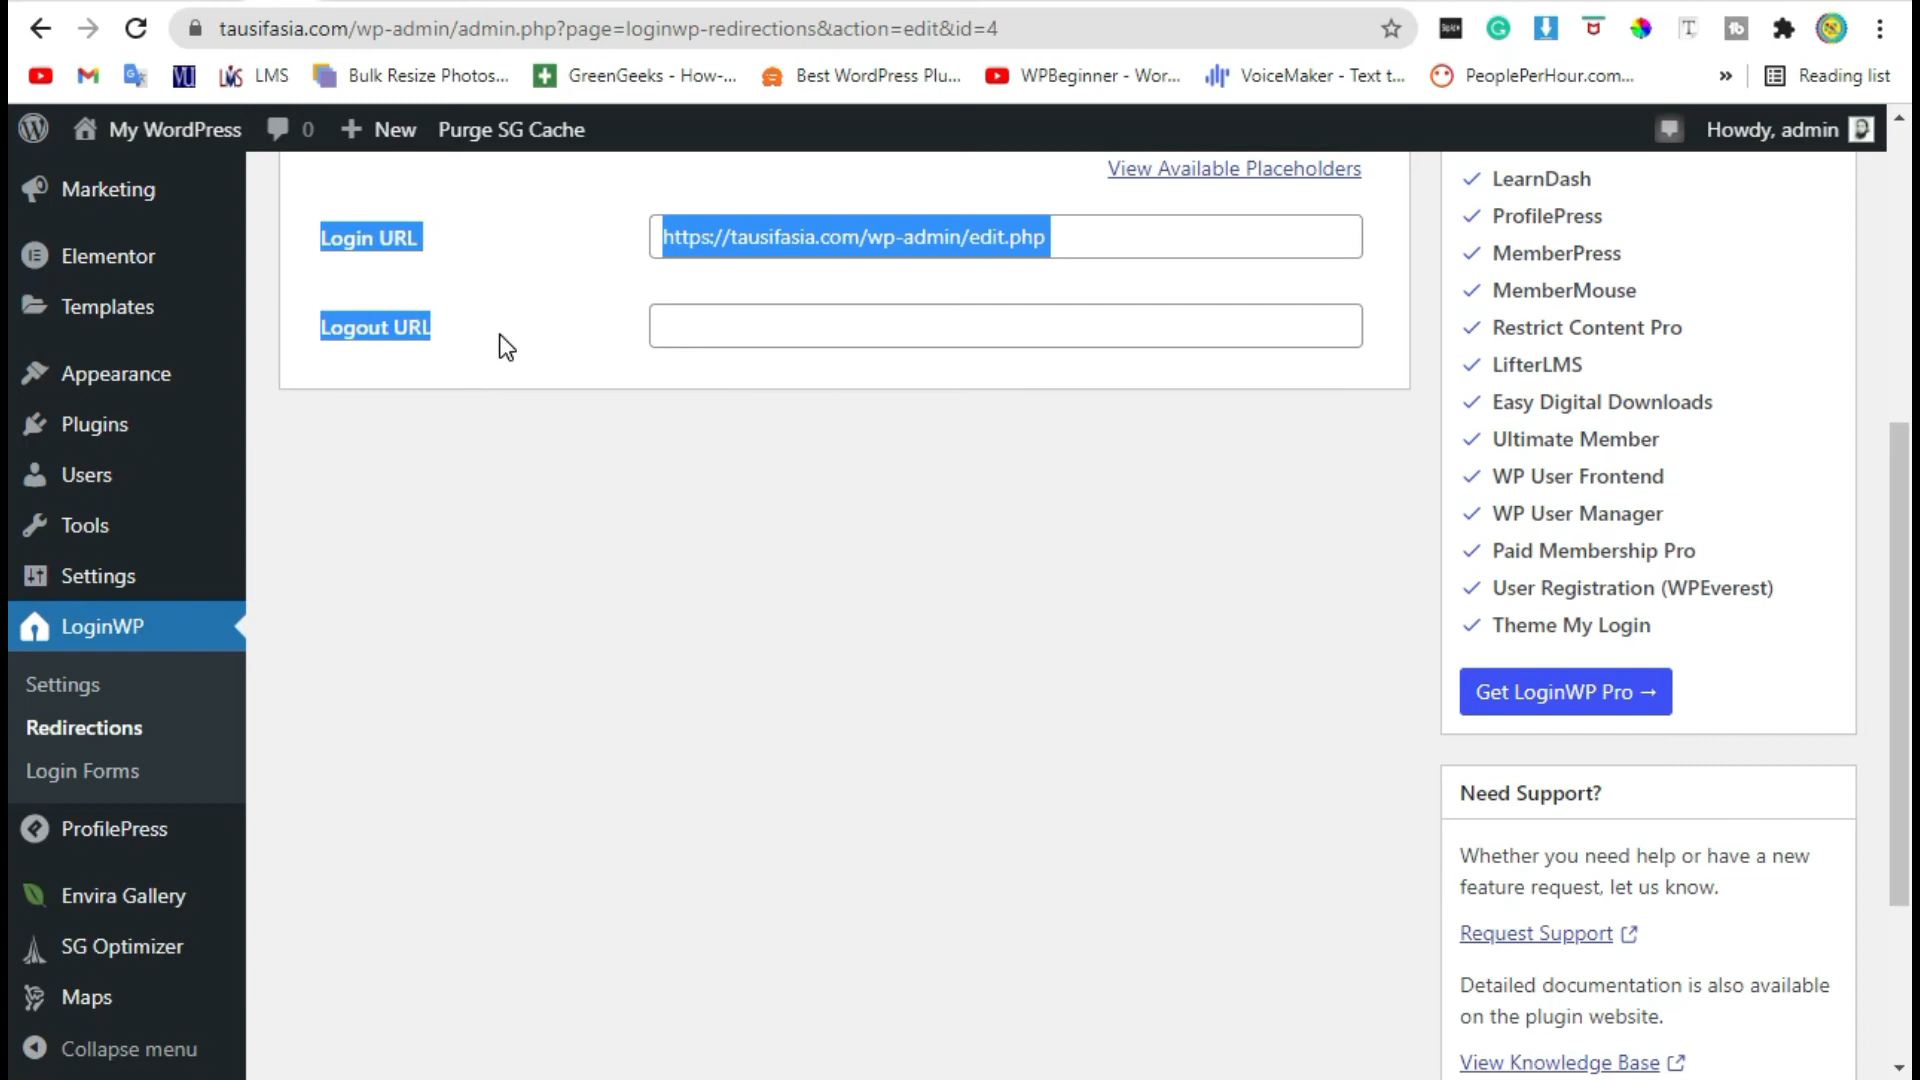 tausifasia.com/wp-admin/admin.php?page=loginwp-redirections&action=edit&id=4
LMS
Bulk Resize Photos...
GreenGeeks - How-...
Best WordPress Plu...
WPBeginner - Wor...
VoiceMaker - Text t...
PeoplePerHour.com...
»
Reading list
My WordPress
0
New
Purge SG Cache
Howdy, admin
Marketing
Elementor
Templates
Appearance
Plugins
Users
Tools
Settings
LoginWP
Settings
Redirections
Login Forms
ProfilePress
Envira Gallery
SG Optimizer
Maps
Collapse menu
View Available Placeholders
Login URL
https://tausifasia.com/wp-admin/edit.php
Logout URL
LearnDash
ProfilePress
MemberPress
MemberMouse
Restrict Content Pro
LifterLMS
Easy Digital Downloads
Ultimate Member
WP User Frontend
WP User Manager
Paid Membership Pro
User Registration (WPEverest)
Theme My Login
Get LoginWP Pro →
Need Support?
Whether you need help or have a new
feature request, let us know.
Request Support
Detailed documentation is also available
on the plugin website.
View Knowledge Base